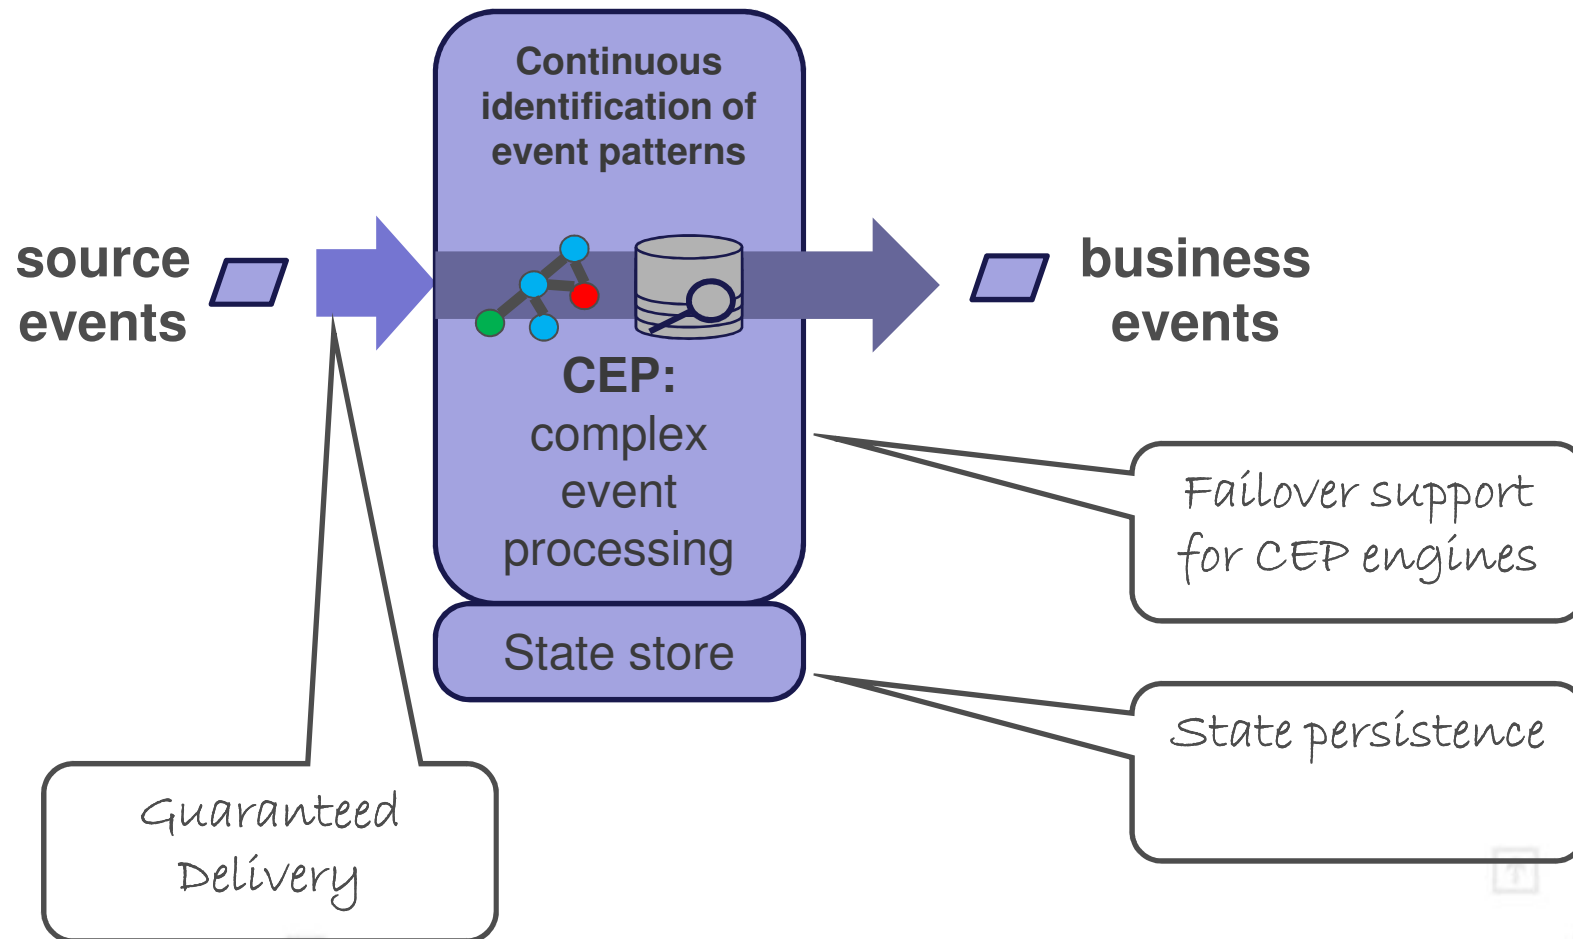 Continuous
identification of
event patterns
source
events
business
events
CEP:
complex
event
processing
State store
Failover support
for CEP engines
State persistence
Guaranteed
Delivery